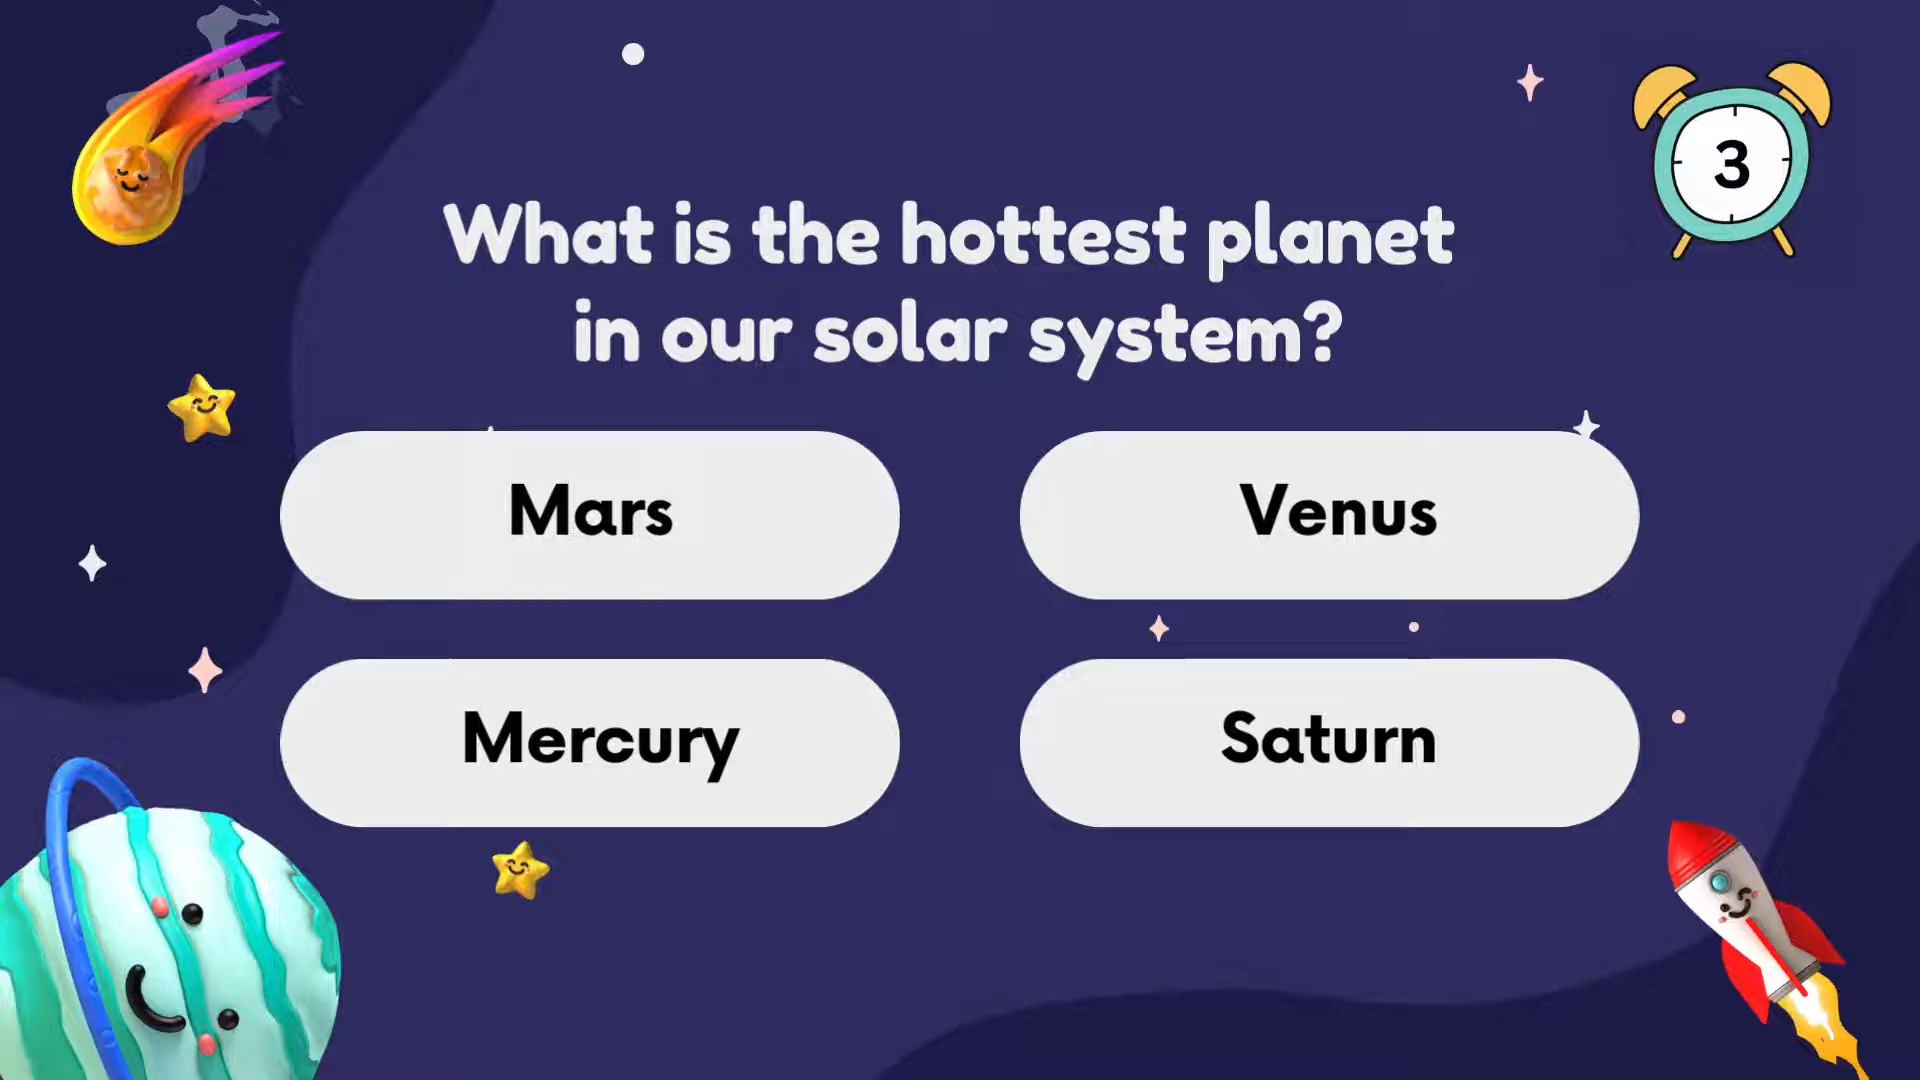 3
What is the hottest planet
in our solar system?
Mars
Venus
Mercury
Saturn